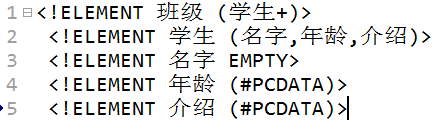 1 <!ELEMENT 班级 (学生+)>
2 <!ELEMENT 学生 (名字,年龄,介绍)>
3 <!ELEMENT 名字 EMPTY>
4 <!ELEMENT 年龄 (#PCDATA)>
5 <!ELEMENT 介绍 (#PCDATA)>